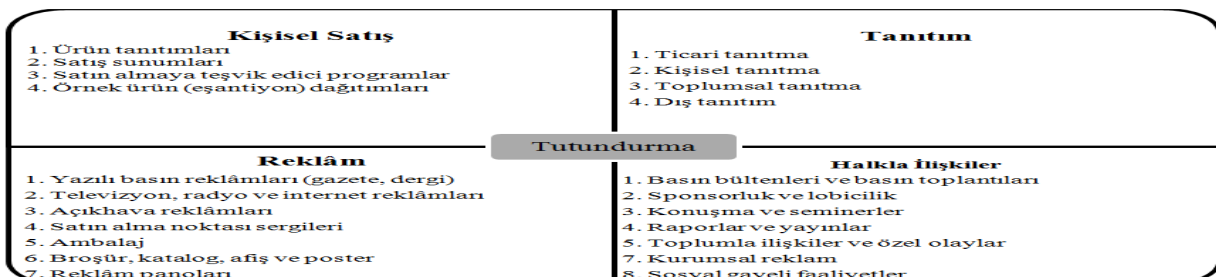 Kişisel Satış
1. Ürün tanıtımları
2. Satış sunumları
3. Satın almaya teşvik edici programlar
4. Örnek ürün (eşantiyon) dağıtımları
Tanıtım
1. Ticari tanıtma
2. Kişisel tanıtma
3. Toplumsal tanıtma
4. Dış tanıtım
Tutundurma
Reklâm
1. Yazılı basın reklâmları (gazete, dergi)
2. Televizyon, radyo ve internet reklâmları
3. Açıkhava reklâmları
4. Satın alma noktası sergileri
5. Ambalaj
6. Broşür, katalog, afiş ve poster
7. Reklâm panoları
Halkla İlişkiler
1. Basın bültenleri ve basın toplantıları
2. Sponsorluk ve lobicilik
3. Konuşma ve seminerler
4. Raporlar ve yayınlar
5. Toplumla ilişkiler ve özel olaylar
7. Kurumsal reklam
8. Sosyal gayeli faaliyetler